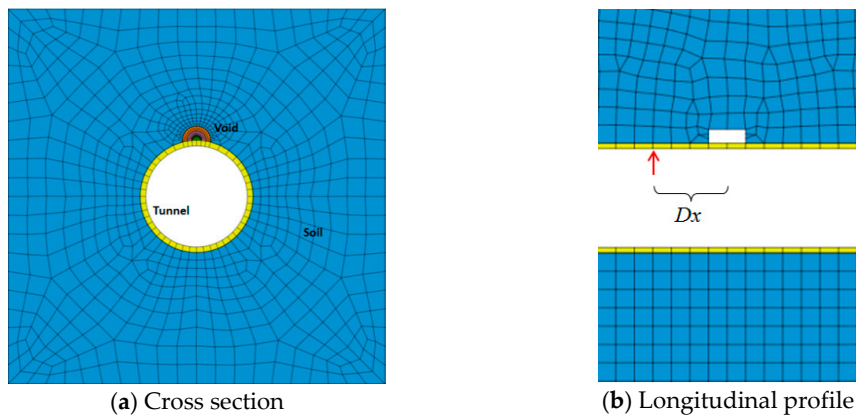 Void
Tunnel
Soil
Dx
(a) Cross section
(b) Longitudinal profile